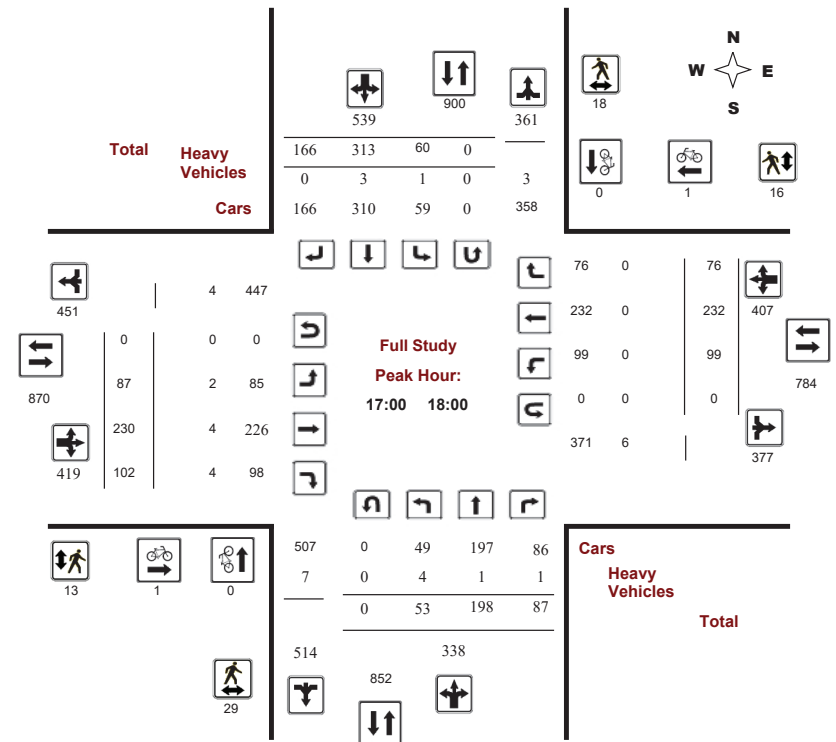 N
W E
S
900
18
539 361
Total Heavy Vehicles
166 313 60 0
0 3 1 0 3
Cars 166 310 59 0 358
0 1 16
451
4 447
0 0 0
870
87 2 85
230 4 226
419 102 4 98
Full Study
Peak Hour:
17:00 18:00
76 0 76
232 0 232 407
99 0 99
784
0 0 0
371 6
377
13 1 0
507 0 49 197 86
7 0 4 1 1
0 53 198 87
514 338
852
29
Cars
Heavy
Vehicles
Total